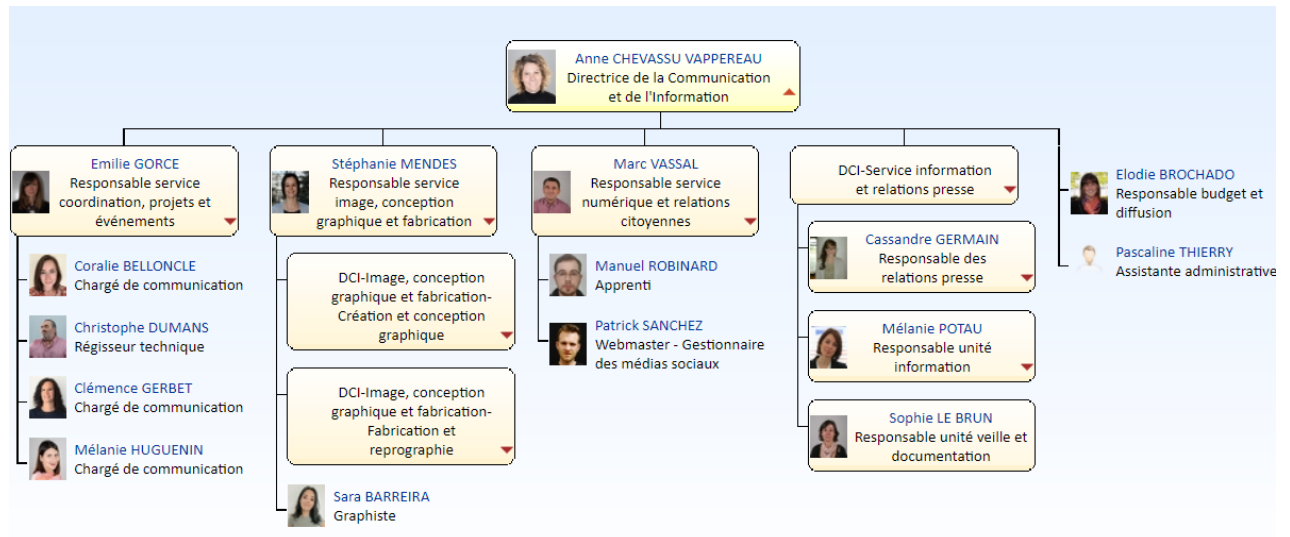 Anne CHEVASSU VAPPEREAU
Directrice de la Communication
et de l'Information
Emilie GORCE
Responsable service
coordination, projets et
événements
Coralie BELLONCLE
Chargé de communication
Christophe DUMANS
Régisseur technique
Clémence GERBET
Chargé de communication
Mélanie HUGUENIN
Chargé de communication
Stéphanie MENDES
Responsable service
image, conception
graphique et fabrication
DCI-Image, conception
graphique et fabrication-
Création et conception
graphique
DCI-Image, conception
graphique et fabrication-
Fabrication et
reprographie
Sara BARREIRA
Graphiste
Marc VASSAL
Responsable service
numérique et relations
citoyennes
Manuel ROBINARD
Apprenti
Patrick SANCHEZ
Webmaster - Gestionnaire
des médias sociaux
DCI-Service information
et relations presse
Cassandre GERMAIN
Responsable des
relations presse
Mélanie POTAU
Responsable unité
information
Sophie LE BRUN
Responsable unité veille et
documentation
Elodie BROCHADO
Responsable budget et
diffusion
Pascaline THIERRY
Assistante administrative